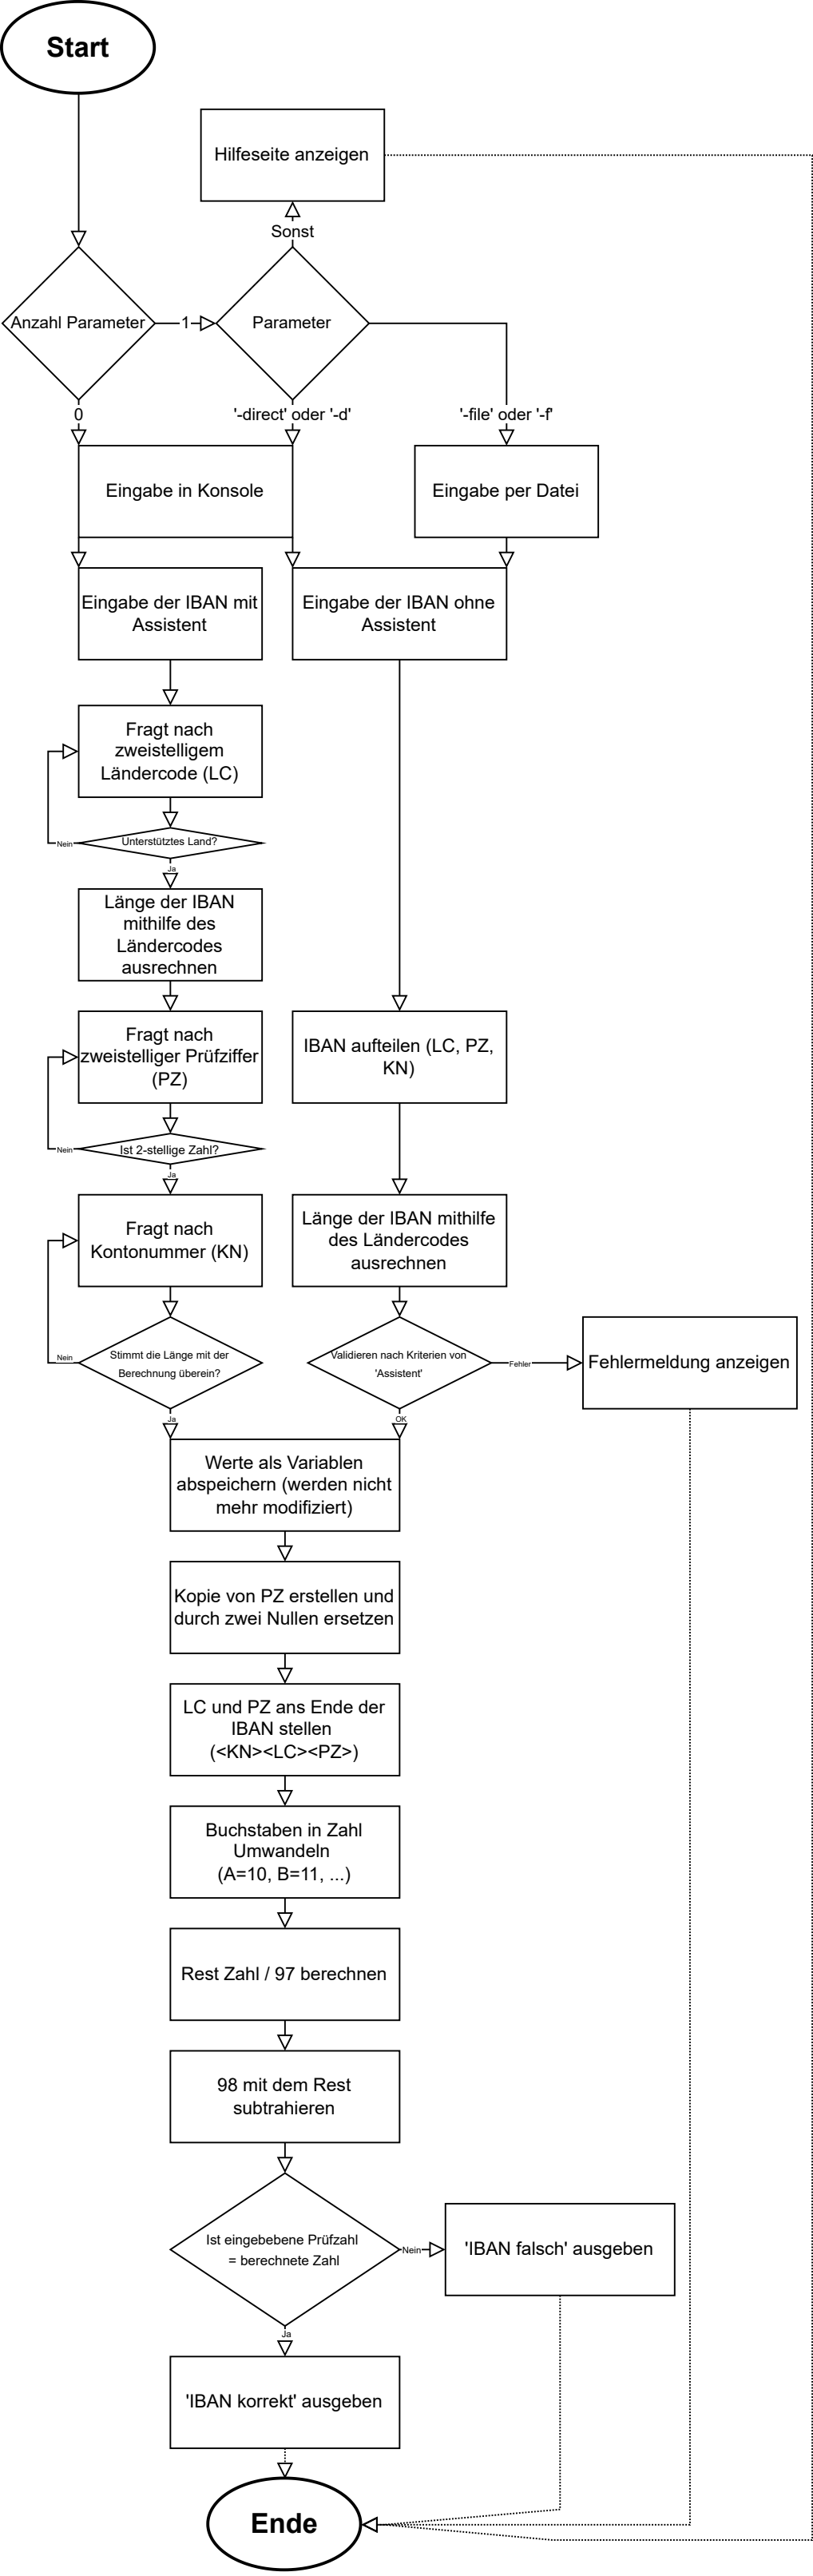 Start
Hilfeseite anzeigen
Sonst
Anzahl Parameter
1
Parameter
0
'-direct' oder '-d'
'-file' oder '-f'
Eingabe in Konsole
Eingabe per Datei
Eingabe der IBAN mit
Assistent
Eingabe der IBAN ohne
Assistent
Fragt nach
zweistelligem
Ländercode (LC)
Unterstütztes Land?
Nein
Ja
Länge der IBAN
mithilfe des
Ländercodes
ausrechnen
Fragt nach
zweistelliger Prüfziffer
(PZ)
IBAN aufteilen (LC, PZ,
KN)
Ist 2-stellige Zahl?
Nein
Ja
Fragt nach
Kontonummer (KN)
Länge der IBAN mithilfe
des Ländercodes
ausrechnen
Stimmt die Länge mit der
Berechnung überein?
Nein
Ja
Validieren nach Kriterien von
'Assistent'
Fehler
OK
Fehlermeldung anzeigen
Werte als Variablen
abspeichern (werden nicht
mehr modifiziert)
Kopie von PZ erstellen und
durch zwei Nullen ersetzen
LC und PZ ans Ende der
IBAN stellen
(<KN><LC><PZ>)
Buchstaben in Zahl
Umwandeln
(A=10, B=11, ...)
Rest Zahl / 97 berechnen
98 mit dem Rest
subtrahieren
Ist eingebebene Prüfzahl
= berechnete Zahl
Nein
'IBAN falsch' ausgeben
Ja
'IBAN korrekt' ausgeben
Ende